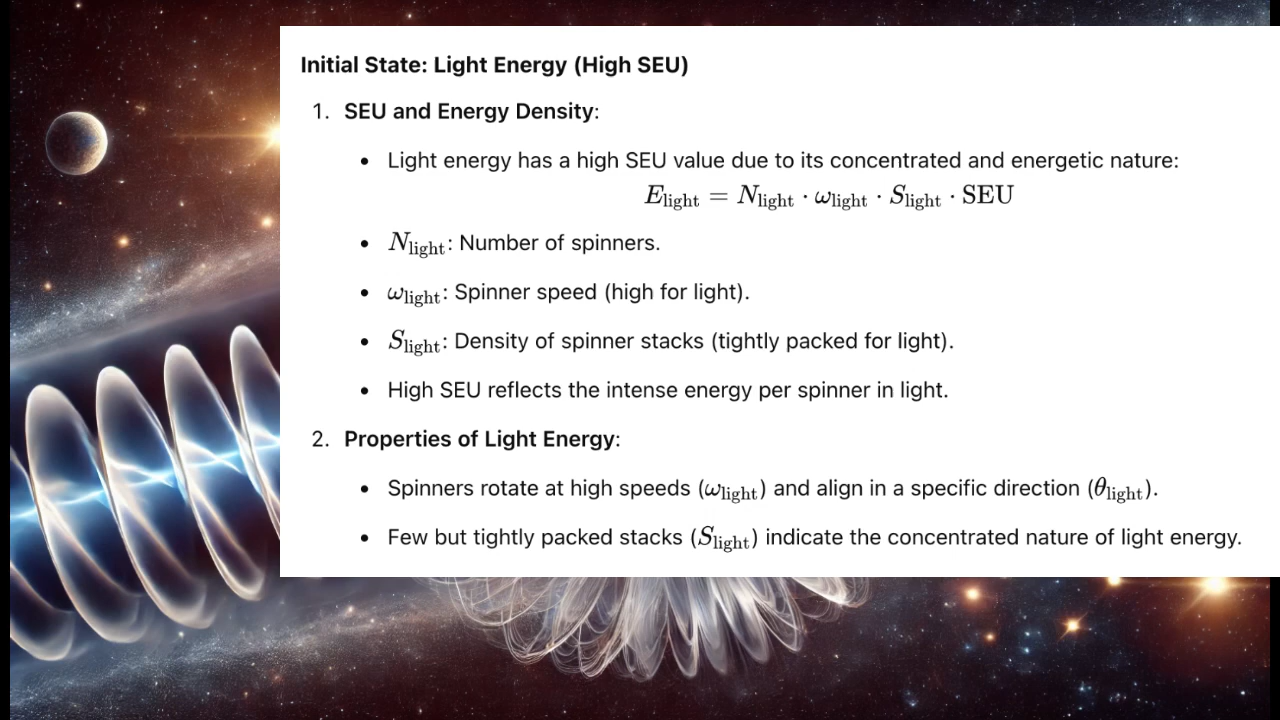 Initial State: Light Energy (High SEU)
1. SEU and Energy Density:
• Light energy has a high SEU value due to its concentrated and energetic nature:
E_light = N_light · ω_light · S_light · SEU
• N_light: Number of spinners.
• ω_light: Spinner speed (high for light).
• S_light: Density of spinner stacks (tightly packed for light).
• High SEU reflects the intense energy per spinner in light.
2. Properties of Light Energy:
• Spinners rotate at high speeds (ω_light) and align in a specific direction (θ_light).
• Few but tightly packed stacks (S_light) indicate the concentrated nature of light energy.